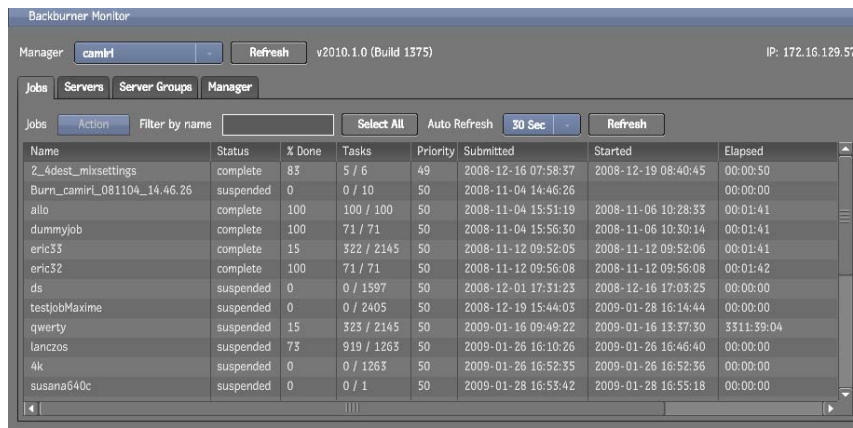 Backburner Monitor
Manager camiri Refresh v2010.1.0 (Build 1375) IP: 172.16.129.57
Jobs Servers Server Groups Manager
Jobs Action Filter by name Select All Auto Refresh 30 Sec Refresh
Name Status % Done Tasks Priority Submitted Started Elapsed
2_4dest_mixsettings complete 83 5 / 6 49 2008-12-16 07:58:37 2008-12-19 08:40:45 00:00:50
Burn_camiri_081104_14.46.26 suspended 0 0 / 10 50 2008-11-04 14:46:26 00:00:00
allo complete 100 100 / 100 50 2008-11-04 15:51:19 2008-11-06 10:28:33 00:01:41
dummyjob complete 100 71 / 71 50 2008-11-04 15:56:30 2008-11-06 10:30:14 00:01:41
eric33 complete 15 322 / 2145 50 2008-11-12 09:52:05 2008-11-12 09:52:06 00:01:41
eric32 complete 100 71 / 71 50 2008-11-12 09:56:08 2008-11-12 09:56:08 00:01:42
ds suspended 0 0 / 1597 50 2008-12-01 17:31:23 2008-12-16 17:03:25 00:00:00
testjobMaxime suspended 0 0 / 2405 50 2008-12-19 15:44:03 2009-01-28 16:14:44 00:00:00
qwerty suspended 15 323 / 2145 50 2009-01-16 09:49:22 2009-01-16 13:37:30 3311:39:04
lanczos suspended 73 919 / 1263 50 2009-01-26 16:10:26 2009-01-26 16:46:40 00:00:00
4k suspended 0 0 / 1263 50 2009-01-26 16:52:35 2009-01-26 16:52:36 00:00:00
susana640c suspended 0 0 / 1 50 2009-01-28 16:53:42 2009-01-28 16:55:18 00:00:00